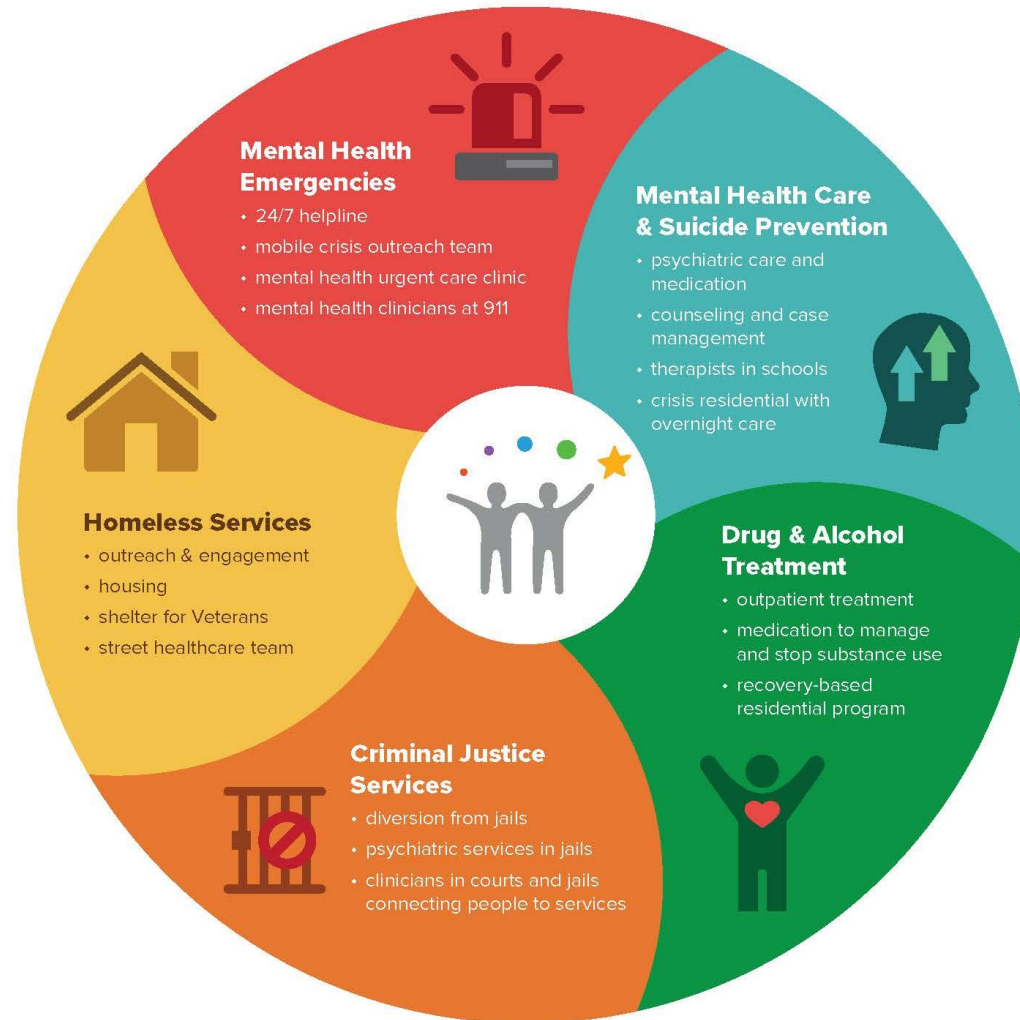 Mental Health
Emergencies
• 24/7 helpline
• mobile crisis outreach team
• mental health urgent care clinic
• mental health clinicians at 911
Mental Health Care
& Suicide Prevention
• psychiatric care and
medication
• counseling and case
management
• therapists in schools
• crisis residential with
overnight care
Drug & Alcohol
Treatment
• outpatient treatment
• medication to manage
and stop substance use
• recovery-based
residential program
Criminal Justice
Services
• diversion from jails
• psychiatric services in jails
• clinicians in courts and jails
connecting people to services
Homeless Services
• outreach & engagement
• housing
• shelter for Veterans
• street healthcare team